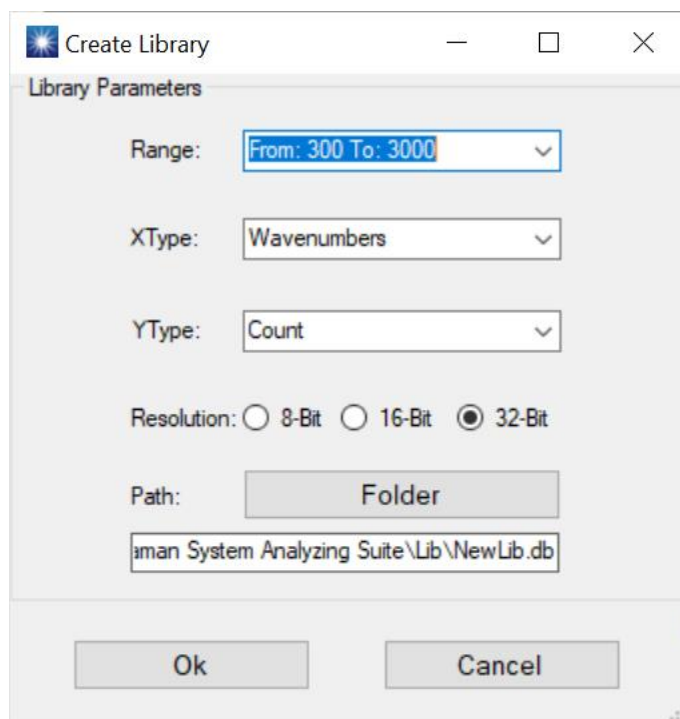 Create Library
Library Parameters
Range: From: 300 To: 3000
XType: Wavenumbers
YType: Count
Resolution: 8-Bit 16-Bit 32-Bit
Path: Folder
aman System Analyzing Suite\Lib\NewLib.db
Ok Cancel